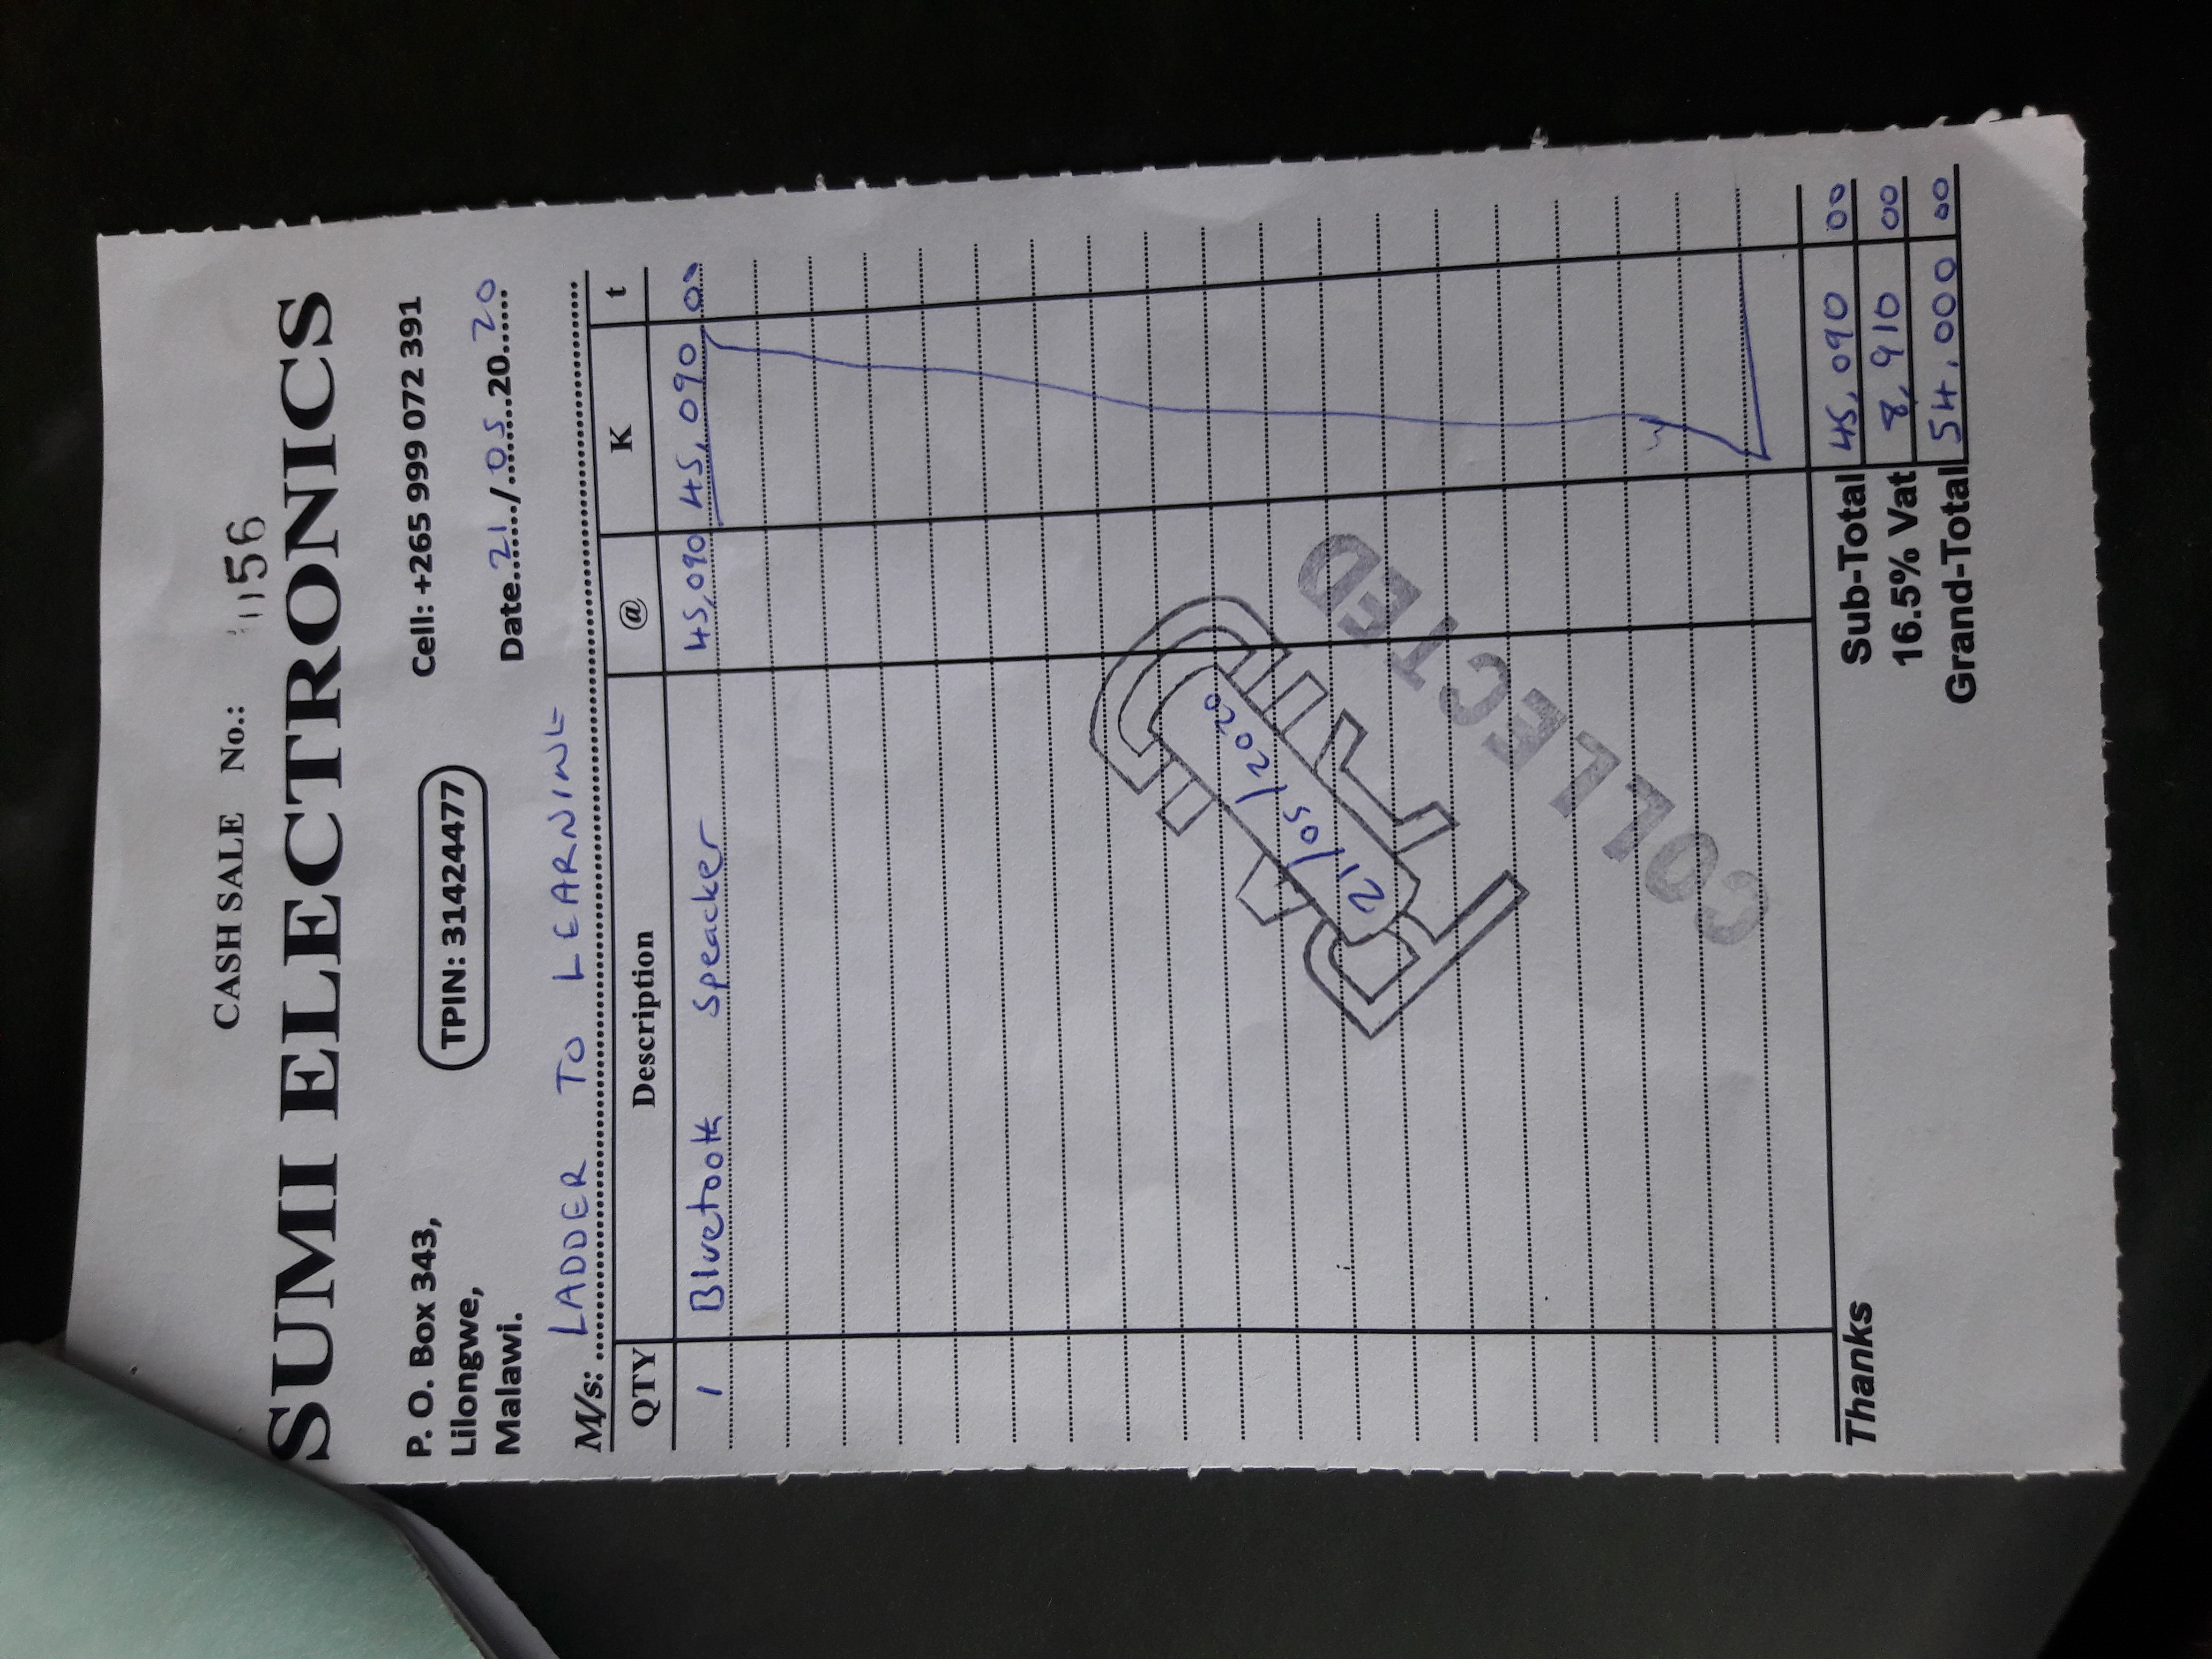 CASH SALE No.: 1156
SUMI ELECTRONICS
P. O. Box 343,
Lilongwe,
Malawi.
TPIN: 31424477
Cell: +265 999 072 391
Date 21/05 2020
M/s: LADDER TO LEARNING
QTY Description @ K t
1 Bluetooth Speacker 45,090 45,090 00
PAID
21/05/2020
COLLECTED
Thanks
Sub-Total 45,090 00
16.5% Vat 8,910 00
Grand-Total 54,000 00